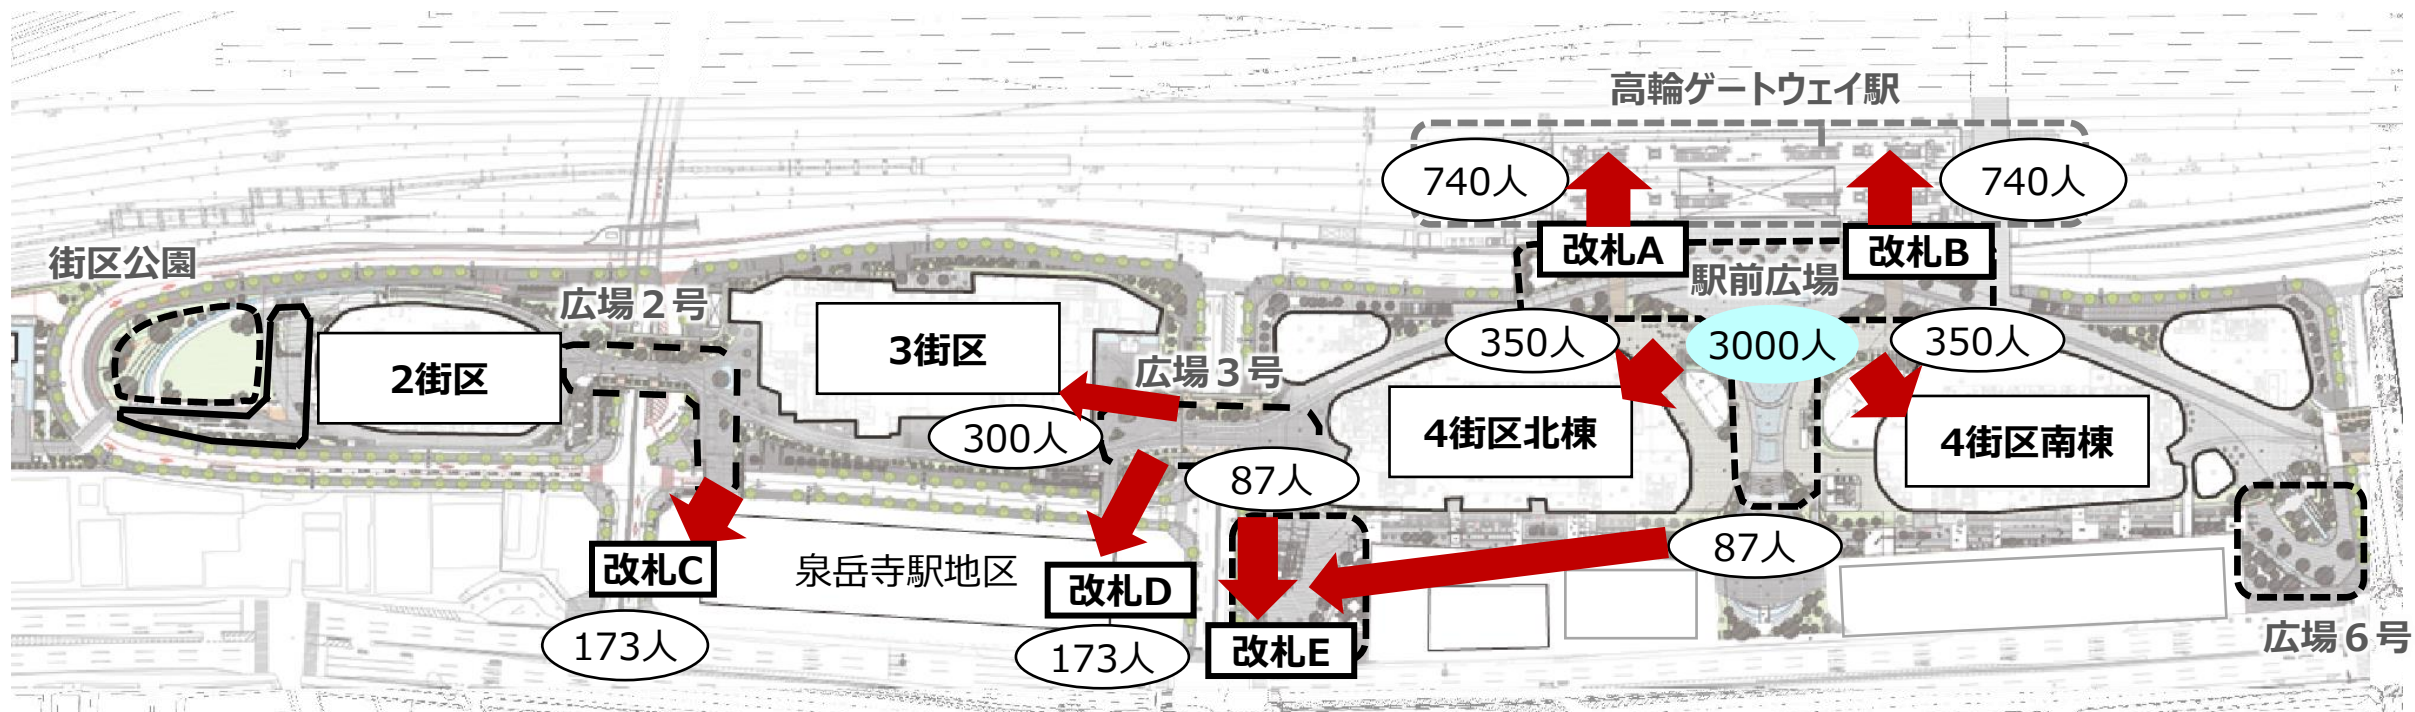 高輪ゲートウェイ駅
740人
740人
改札A
改札B
街区公園
駅前広場
広場２号
350人
3000人
350人
3街区
2街区
広場３号
300人
4街区北棟
4街区南棟
87人
87人
改札C
泉岳寺駅地区
改札D
173人
173人
改札E
広場６号